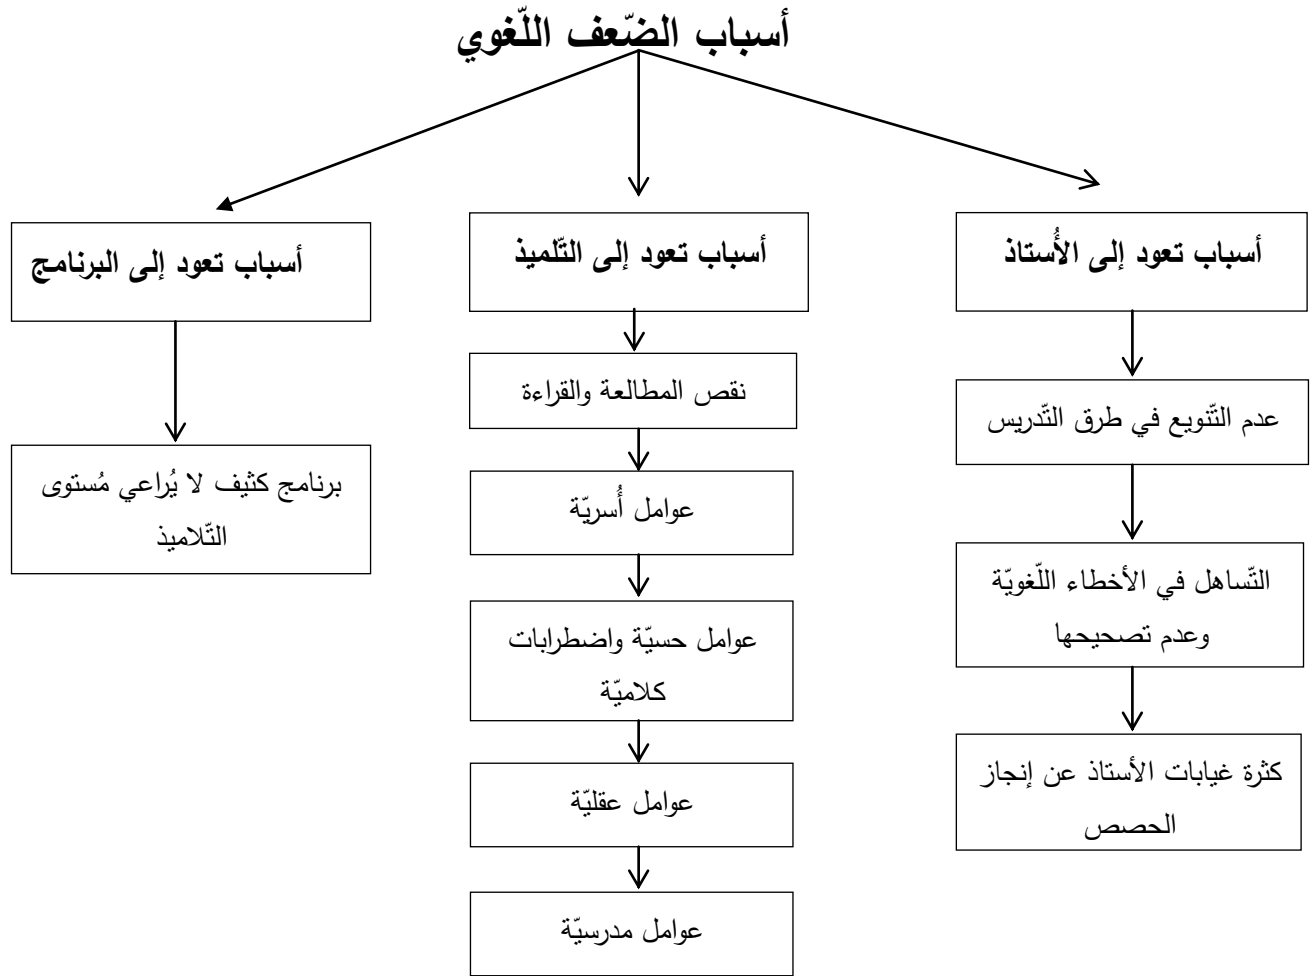 أسباب الضّعف اللّغوي
أسباب تعود إلى الأُستاذ
عدم التّنويع في طرق التّدريس
التّساهل في الأخطاء اللّغويّة
وعدم تصحيحها
كثرة غيابات الأستاذ عن إنجاز
الحصص
أسباب تعود إلى التّلميذ
نقص المطالعة والقراءة
عوامل أُسريّة
عوامل حسيّة واضطرابات
كلاميّة
عوامل عقليّة
عوامل مدرسيّة
أسباب تعود إلى البرنامج
برنامج كثيف لا يُراعي مُستوى
التّلاميذ